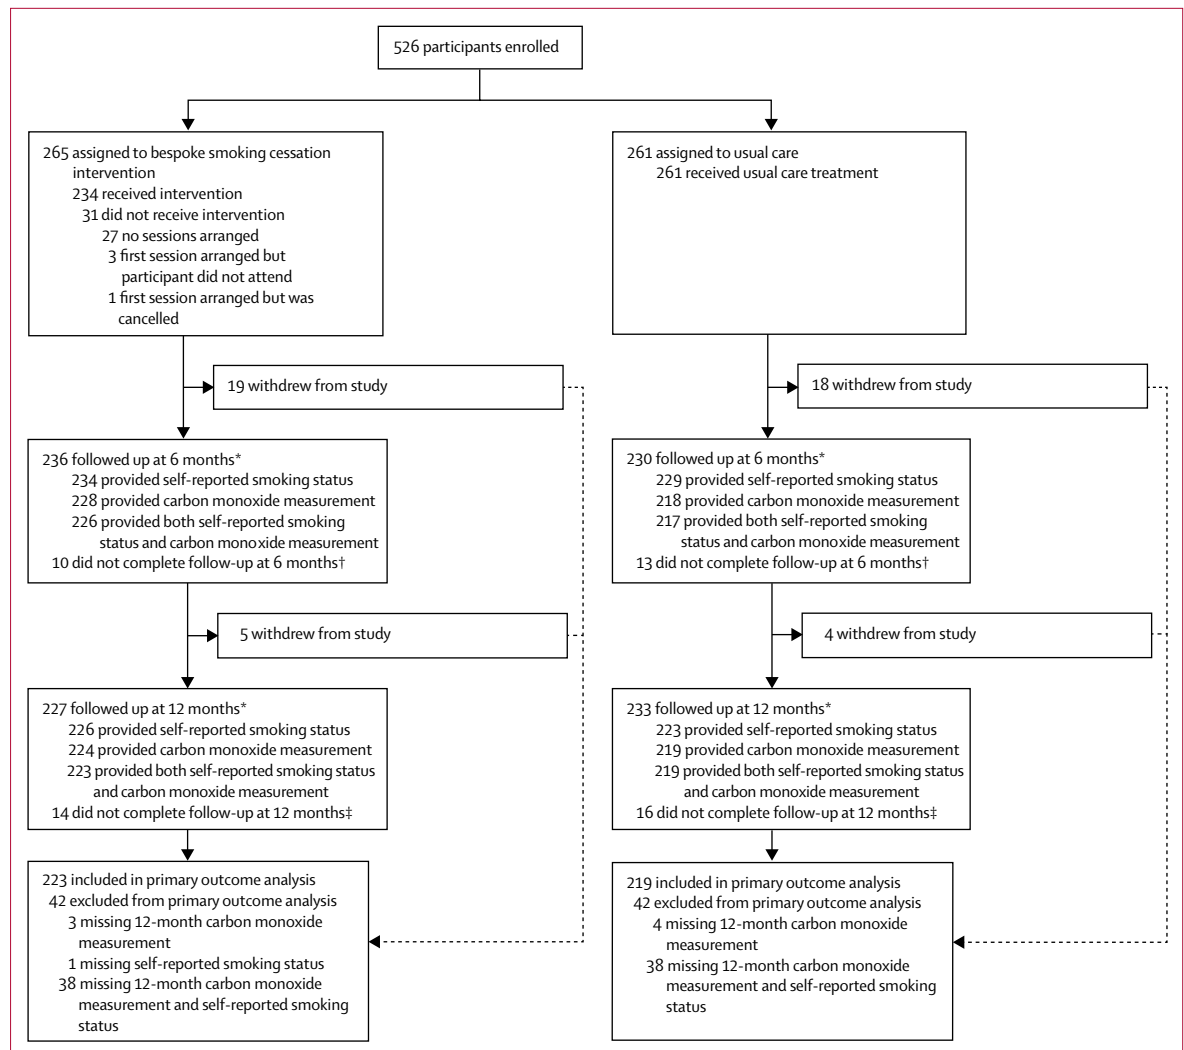 526 participants enrolled
265 assigned to bespoke smoking cessation
intervention
234 received intervention
31 did not receive intervention
27 no sessions arranged
3 first session arranged but
participant did not attend
1 first session arranged but was
cancelled
261 assigned to usual care
261 received usual care treatment
19 withdrew from study
18 withdrew from study
236 followed up at 6 months*
234 provided self-reported smoking status
228 provided carbon monoxide measurement
226 provided both self-reported smoking
status and carbon monoxide measurement
10 did not complete follow-up at 6 months†
230 followed up at 6 months*
229 provided self-reported smoking status
218 provided carbon monoxide measurement
217 provided both self-reported smoking
status and carbon monoxide measurement
13 did not complete follow-up at 6 months†
5 withdrew from study
4 withdrew from study
227 followed up at 12 months*
226 provided self-reported smoking status
224 provided carbon monoxide measurement
223 provided both self-reported smoking status
and carbon monoxide measurement
14 did not complete follow-up at 12 months‡
233 followed up at 12 months*
223 provided self-reported smoking status
219 provided carbon monoxide measurement
219 provided both self-reported smoking status
and carbon monoxide measurement
16 did not complete follow-up at 12 months‡
223 included in primary outcome analysis
42 excluded from primary outcome analysis
3 missing 12-month carbon monoxide
measurement
1 missing self-reported smoking status
38 missing 12-month carbon monoxide
measurement and self-reported smoking
status
219 included in primary outcome analysis
42 excluded from primary outcome analysis
4 missing 12-month carbon monoxide
measurement
38 missing 12-month carbon monoxide
measurement and self-reported smoking
status